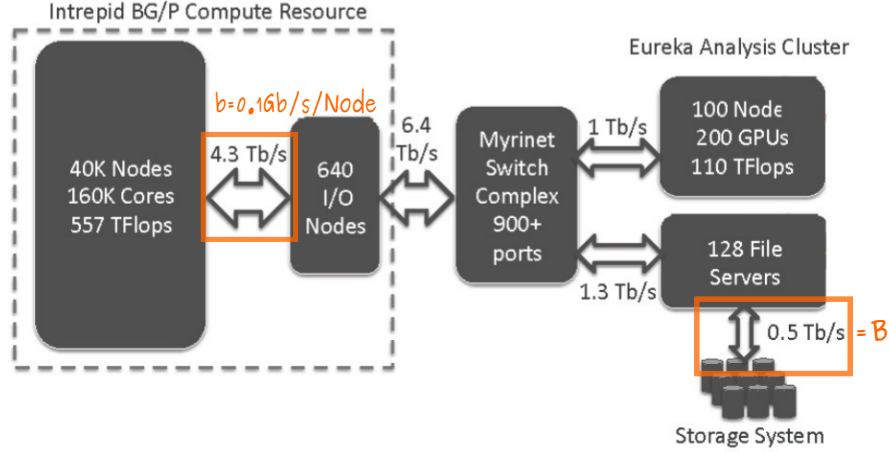 Intrepid BG/P Compute Resource
Eureka Analysis Cluster
b=0.1Gb/s/Node
40K Nodes
160K Cores
557 TFlops
4.3 Tb/s
640
I/O
Nodes
6.4
Tb/s
Myrinet
Switch
Complex
900+
ports
1 Tb/s
100 Node
200 GPUs
110 TFlops
1.3 Tb/s
128 File
Servers
0.5 Tb/s = B
Storage System